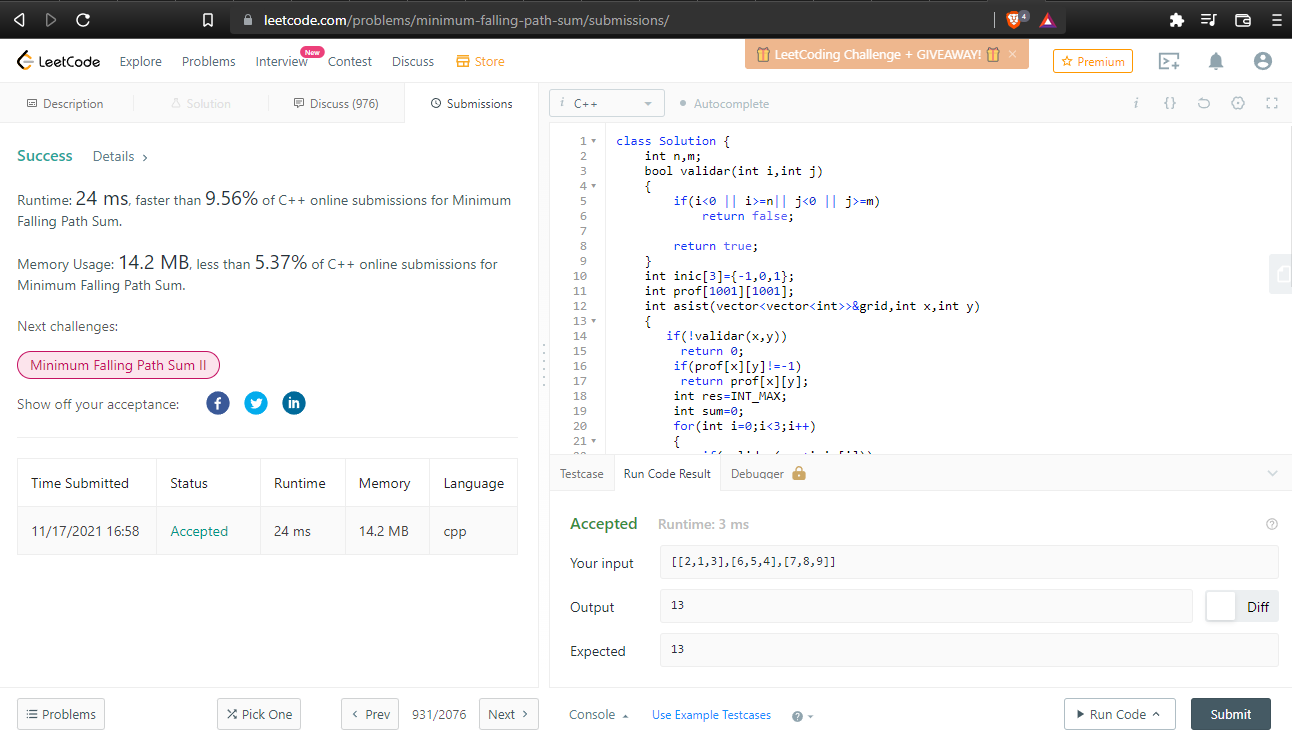 leetcode.com/problems/minimum-falling-path-sum/submissions/
4
LeetCode
Explore
Problems
Interview
New
Contest
Discuss
Store
LeetCoding Challenge + GIVEAWAY!
×
Premium
Description
Solution
Discuss (976)
Submissions
Success
Details >
Runtime: 24 ms, faster than 9.56% of C++ online submissions for Minimum
Falling Path Sum.
Memory Usage: 14.2 MB, less than 5.37% of C++ online submissions for
Minimum Falling Path Sum.
Next challenges:
Minimum Falling Path Sum II
Show off your acceptance:
Time Submitted Status Runtime Memory Language
11/17/2021 16:58 Accepted 24 ms 14.2 MB cpp
Problems
Pick One
< Prev
931/2076
Next >
i C++
Autocomplete
i {}
1 class Solution {
2 int n,m;
3 bool validar(int i,int j)
4 {
5 if(i<0 || i>=n|| j<0 || j>=m)
6 return false;
7
8 return true;
9 }
10 int inic[3]={-1,0,1};
11 int prof[1001][1001];
12 int asist(vector<vector<int>>&grid,int x,int y)
13 {
14 if(!validar(x,y))
15 return 0;
16 if(prof[x][y]!=-1)
17 return prof[x][y];
18 int res=INT_MAX;
19 int sum=0;
20 for(int i=0;i<3;i++)
21 {
Testcase
Run Code Result
Debugger
Accepted
Runtime: 3 ms
Your input
[[2,1,3],[6,5,4],[7,8,9]]
Output
13
Diff
Expected
13
Console
Use Example Testcases
Run Code
Submit